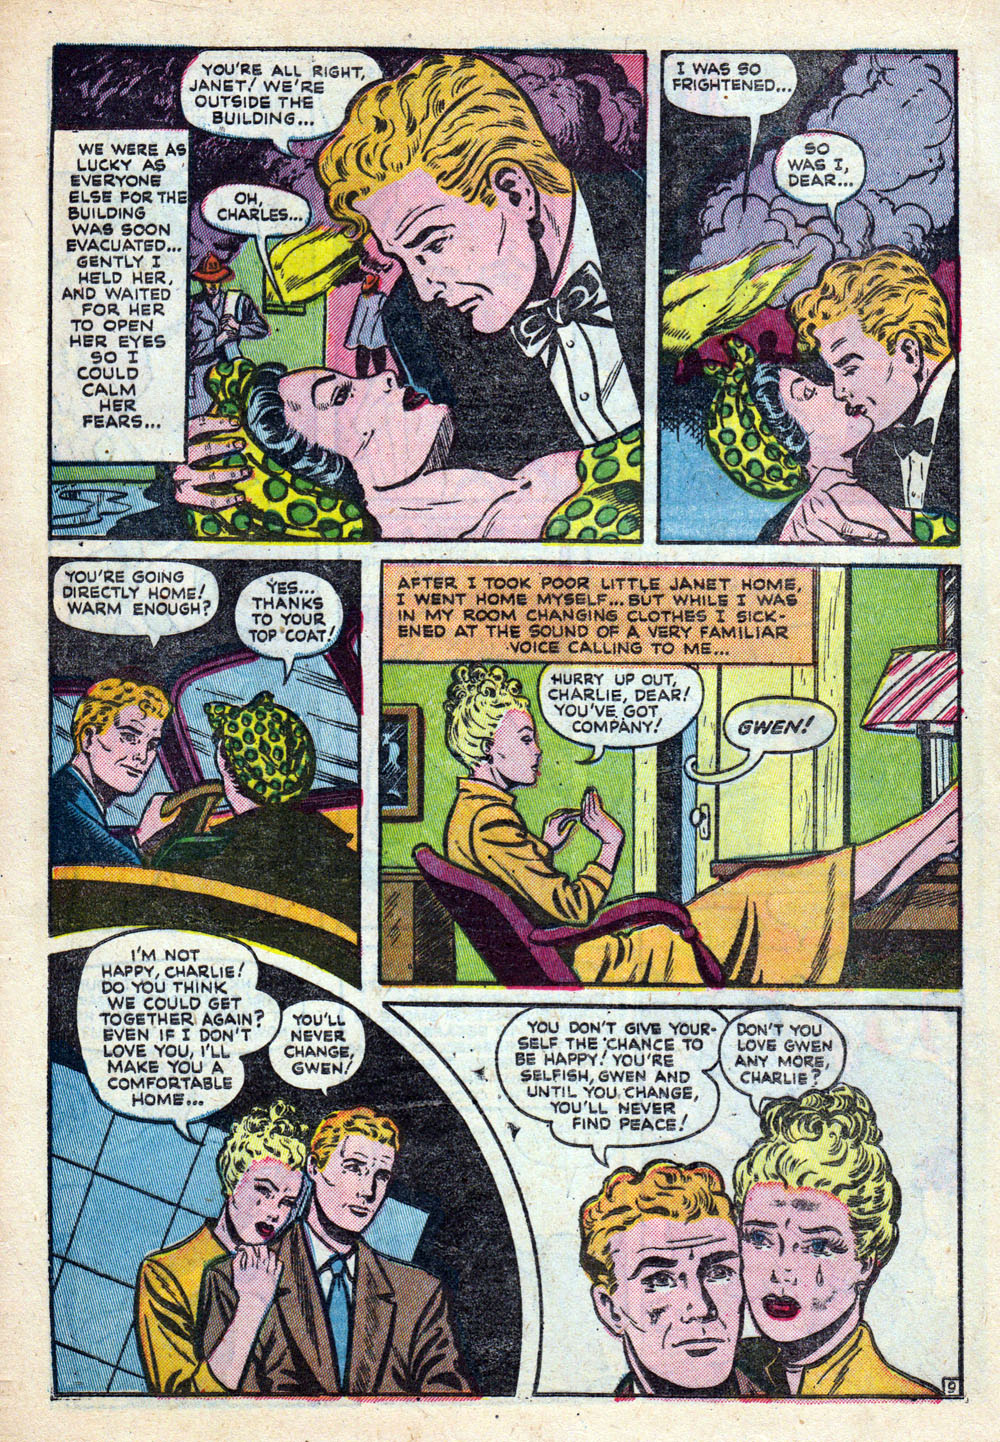 YOU'RE ALL RIGHT,
JANET! WE'RE
OUTSIDE THE
BUILDING...
WE WERE AS
LUCKY AS
EVERYONE
ELSE FOR THE
BUILDING
WAS SOON
EVACUATED...
GENTLY I
HELD HER,
AND WAITED
FOR HER
TO OPEN
HER EYES
SO I
COULD
CALM
HER
FEARS...
OH,
CHARLES...
I WAS SO
FRIGHTENED...
SO
WAS I,
DEAR...
YOU'RE GOING
DIRECTLY HOME!
WARM ENOUGH?
YES...
THANKS
TO YOUR
TOP COAT!
AFTER I TOOK POOR LITTLE JANET HOME,
I WENT HOME MYSELF... BUT WHILE I WAS
IN MY ROOM CHANGING CLOTHES I SICK-
ENED AT THE SOUND OF A VERY FAMILIAR
VOICE CALLING TO ME...
HURRY UP OUT,
CHARLIE, DEAR!
YOU'VE GOT
COMPANY!
GWEN!
I'M NOT
HAPPY, CHARLIE!
DO YOU THINK
WE COULD GET
TOGETHER AGAIN?
EVEN IF I DON'T
LOVE YOU, I'LL
MAKE YOU A
COMFORTABLE
HOME...
YOU'LL
NEVER
CHANGE,
GWEN!
YOU DON'T GIVE YOUR-
SELF THE CHANCE TO
BE HAPPY! YOU'RE
SELFISH, GWEN AND
UNTIL YOU CHANGE,
YOU'LL NEVER
FIND PEACE!
DON'T YOU
LOVE GWEN
ANY MORE,
CHARLIE?
9